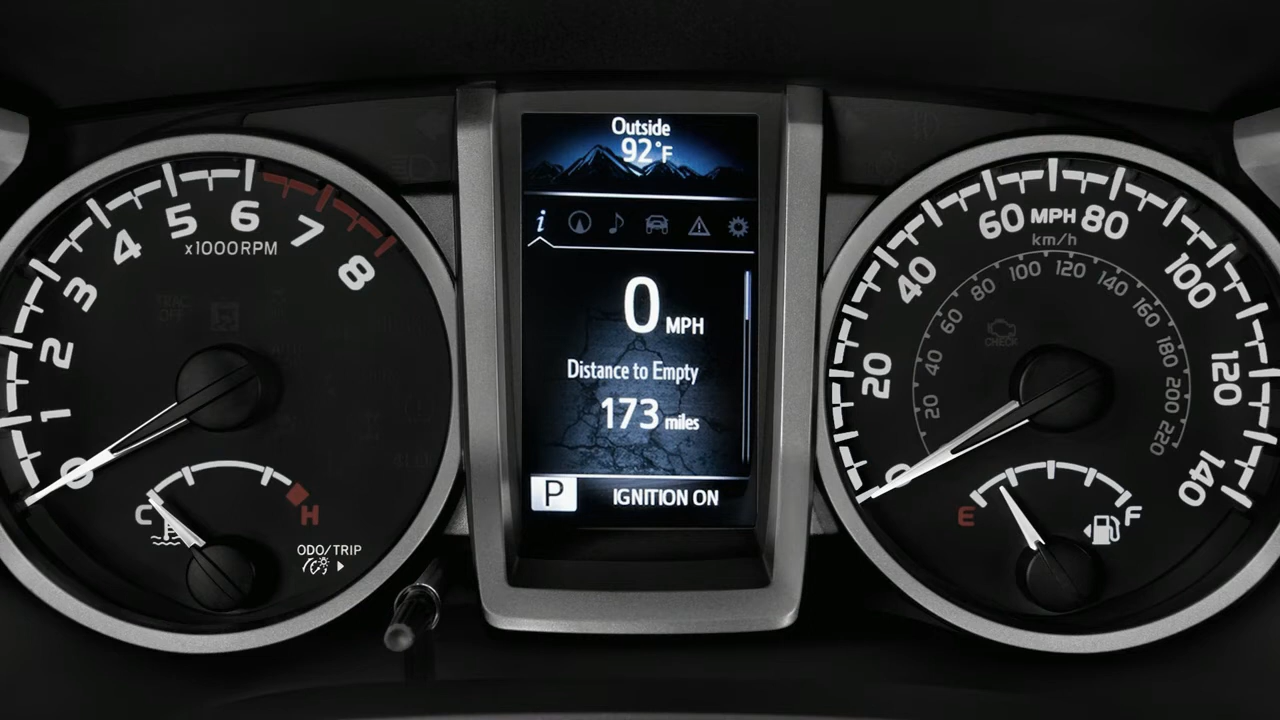 0
1
2
3
4
5
6
7
8
x1000RPM
TRAC
OFF
C
H
ODO/TRIP
Outside
92°F
i
0 MPH
Distance to Empty
173 miles
P
IGNITION ON
0
20
40
60
MPH
80
100
120
140
km/h
20
40
60
80
100
120
140
160
180
200
220
CHECK
E
F